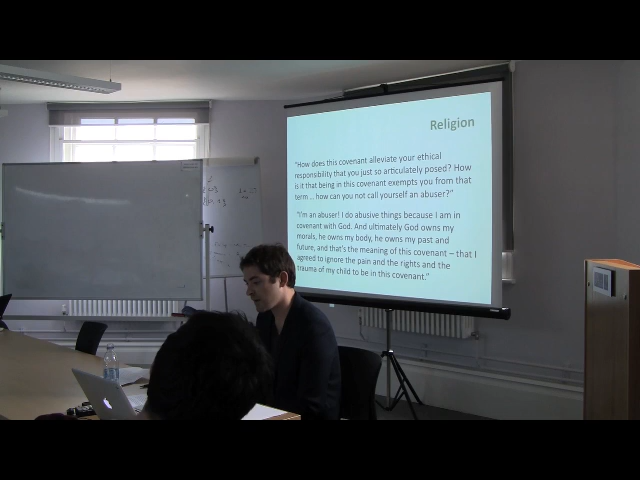 Religion
"How does this covenant alleviate your ethical
responsibility that you just so articulately posed? How
is it that being in this covenant exempts you from that
term ... how can you not call yourself an abuser?"
"I'm an abuser! I do abusive things because I am in
covenant with God. And ultimately God owns my
morals, he owns my body, he owns my past and
future, and that's the meaning of this covenant – that I
agreed to ignore the pain and the rights and the
trauma of my child to be in this covenant."